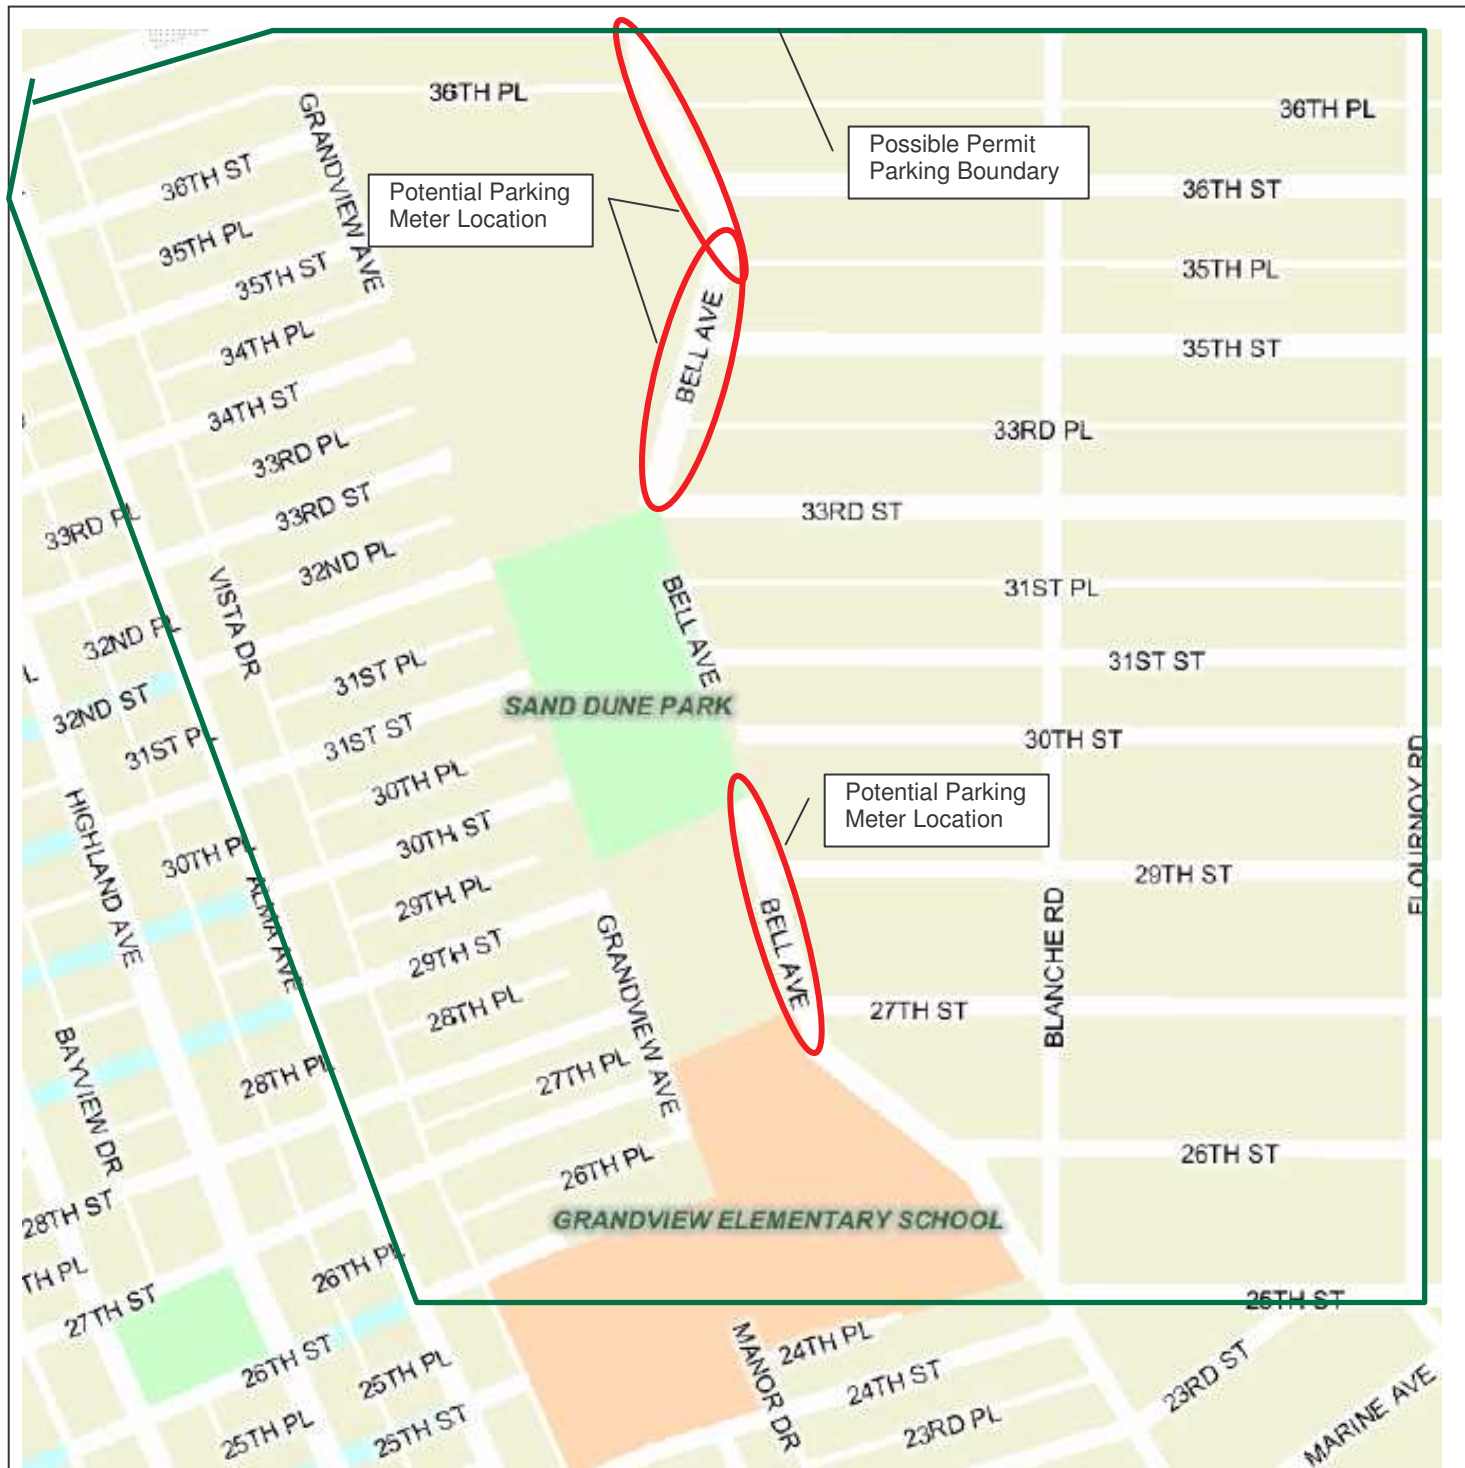 36TH PL
36TH PL
GRANDVIEW AVE
Possible Permit
Parking Boundary
36TH ST
36TH ST
Potential Parking
Meter Location
35TH PL
35TH ST
35TH PL
BELL AVE
34TH PL
35TH ST
34TH ST
33RD PL
33RD PL
33RD ST
33RD ST
33RD PL
32ND PL
VISTA DR
BELL AVE
31ST PL
32ND PL
31ST PL
31ST ST
32ND ST
SAND DUNE PARK
31ST PL
31ST ST
30TH ST
FLOURNOY RD
30TH PL
Potential Parking
Meter Location
HIGHLAND AVE
30TH ST
30TH PL
29TH ST
ALMA AVE
29TH PL
BELL AVE
BLANCHE RD
GRANDVIEW AVE
29TH ST
28TH PL
27TH ST
BAYVIEW DR
28TH PL
27TH PL
26TH PL
26TH ST
28TH ST
GRANDVIEW ELEMENTARY SCHOOL
TH PL
26TH PL
27TH ST
25TH ST
MANOR DR
24TH PL
26TH ST
25TH PL
24TH ST
23RD ST
25TH PL
25TH ST
23RD PL
MARINE AVE